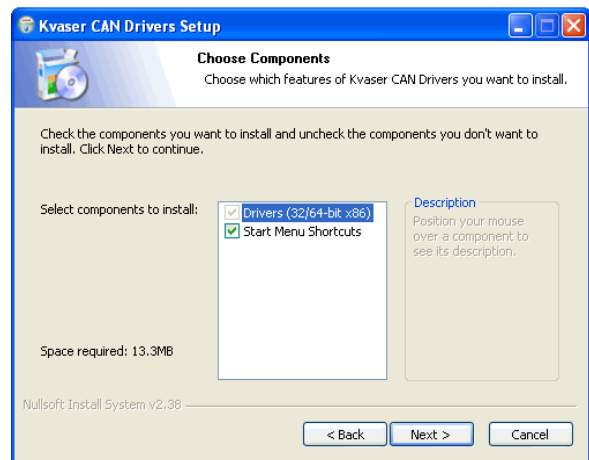 Kvaser CAN Drivers Setup
Choose Components
Choose which features of Kvaser CAN Drivers you want to install.
Check the components you want to install and uncheck the components you don't want to
install. Click Next to continue.
Select components to install:
Drivers (32/64-bit x86)
Start Menu Shortcuts
Description
Position your mouse
over a component to
see its description.
Space required: 13.3MB
Nullsoft Install System v2.38
< Back
Next >
Cancel